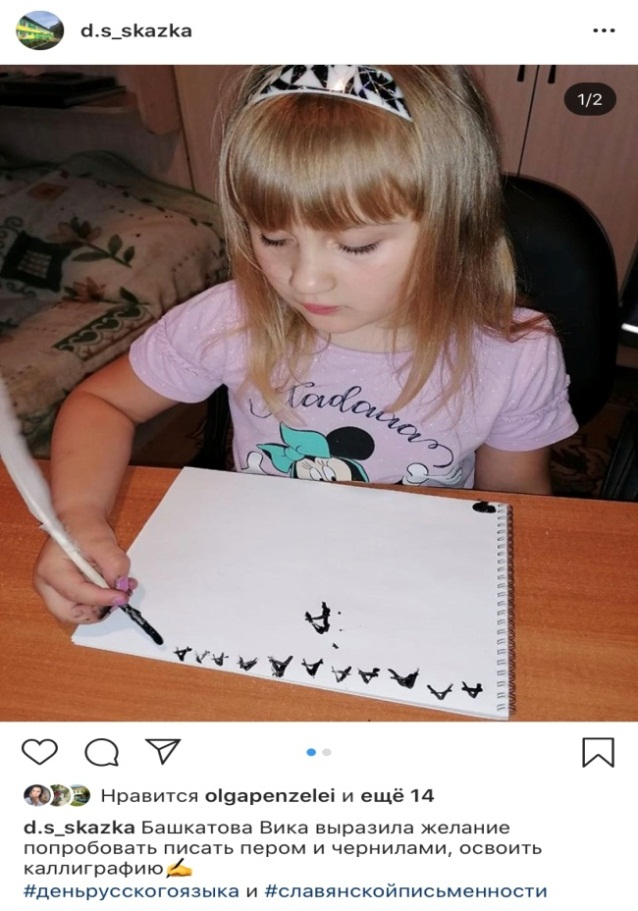 d.s_skazka
1/2
Tadaaa
Нравится olgapenzelei и ещё 14
d.s_skazka Башкатова Вика выразила желание
попробовать писать пером и чернилами, освоить
каллиграфию✍️
#деньрусскогоязыка и #славянскойписьменности